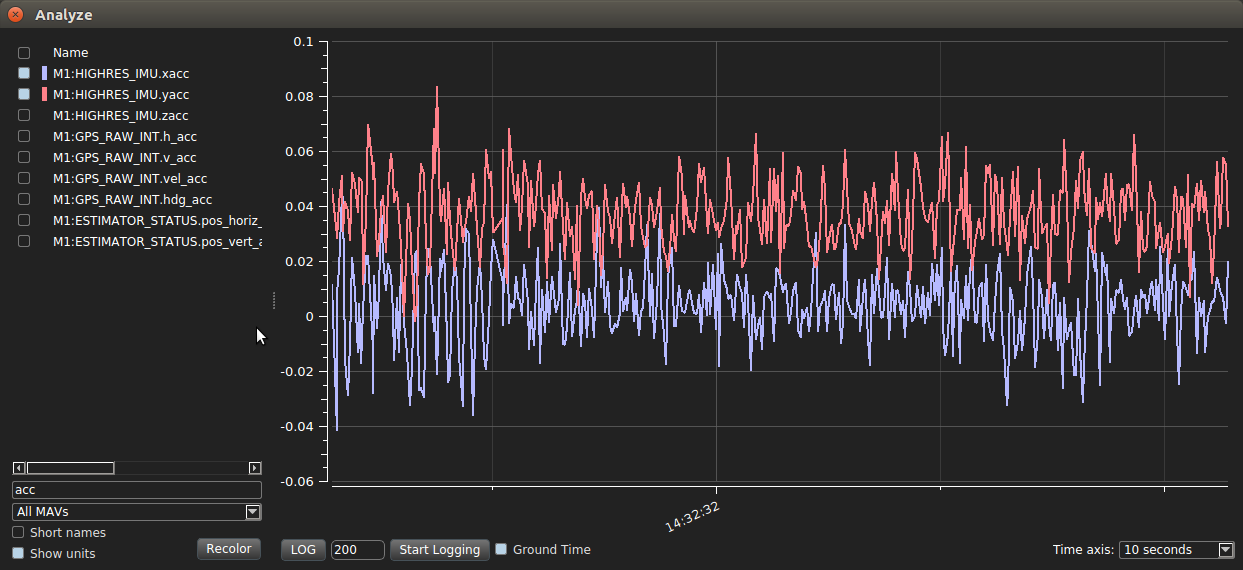 Analyze
Name
M1:HIGHRES_IMU.xacc
M1:HIGHRES_IMU.yacc
M1:HIGHRES_IMU.zacc
M1:GPS_RAW_INT.h_acc
M1:GPS_RAW_INT.v_acc
M1:GPS_RAW_INT.vel_acc
M1:GPS_RAW_INT.hdg_acc
M1:ESTIMATOR_STATUS.pos_horiz_
M1:ESTIMATOR_STATUS.pos_vert_a
acc
All MAVs
Short names
Show units
Recolor
0.1
0.08
0.06
0.04
0.02
0
-0.02
-0.04
-0.06
14:32:32
LOG
200
Start Logging
Ground Time
Time axis:
10 seconds